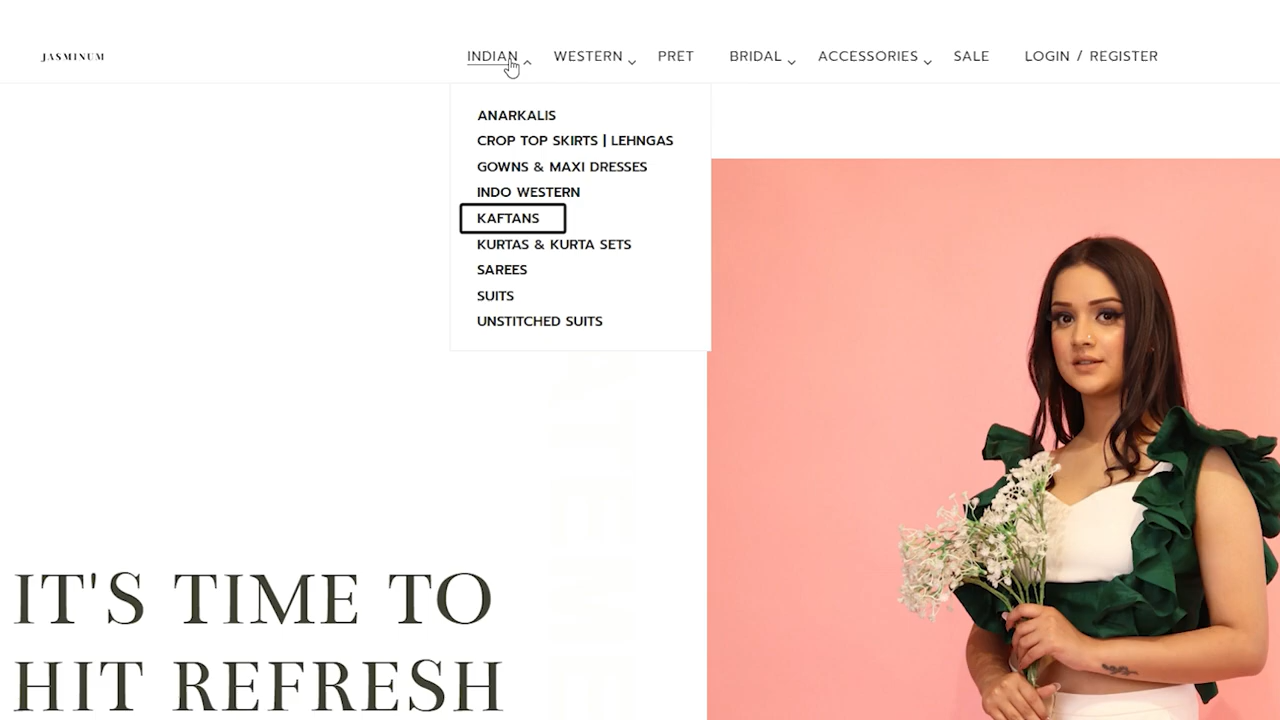 JASMINUM
INDIAN WESTERN PRET BRIDAL ACCESSORIES SALE LOGIN / REGISTER
ANARKALIS
CROP TOP SKIRTS | LEHNGAS
GOWNS & MAXI DRESSES
INDO WESTERN
KAFTANS
KURTAS & KURTA SETS
SAREES
SUITS
UNSTITCHED SUITS
IT'S TIME TO
HIT REFRESH